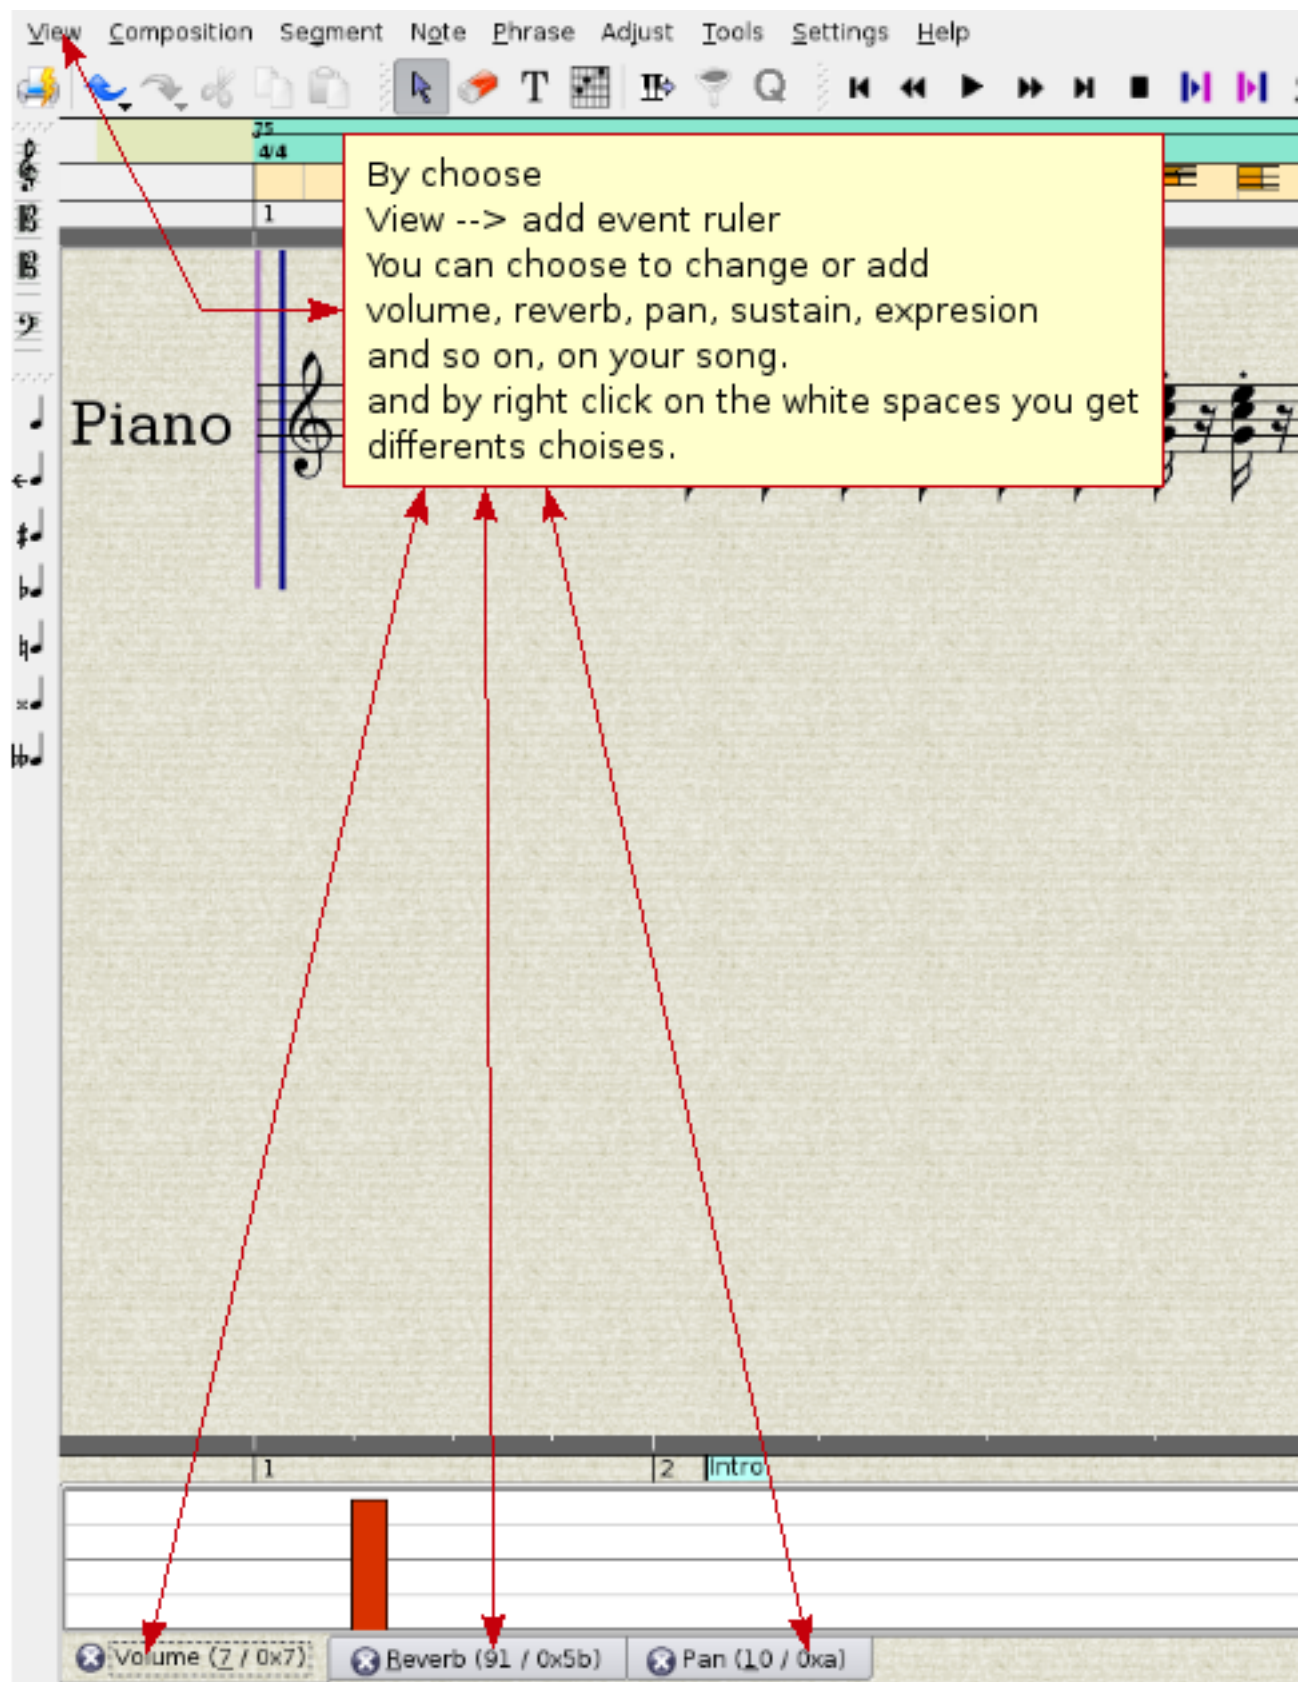 View Composition Segment Note Phrase Adjust Tools Settings Help
T Q
75
4/4
1
By choose
View --> add event ruler
You can choose to change or add
volume, reverb, pan, sustain, expresion
and so on, on your song.
and by right click on the white spaces you get
differents choises.
Piano
1 2 Intro
Volume (7 / 0x7) Reverb (91 / 0x5b) Pan (10 / 0xa)